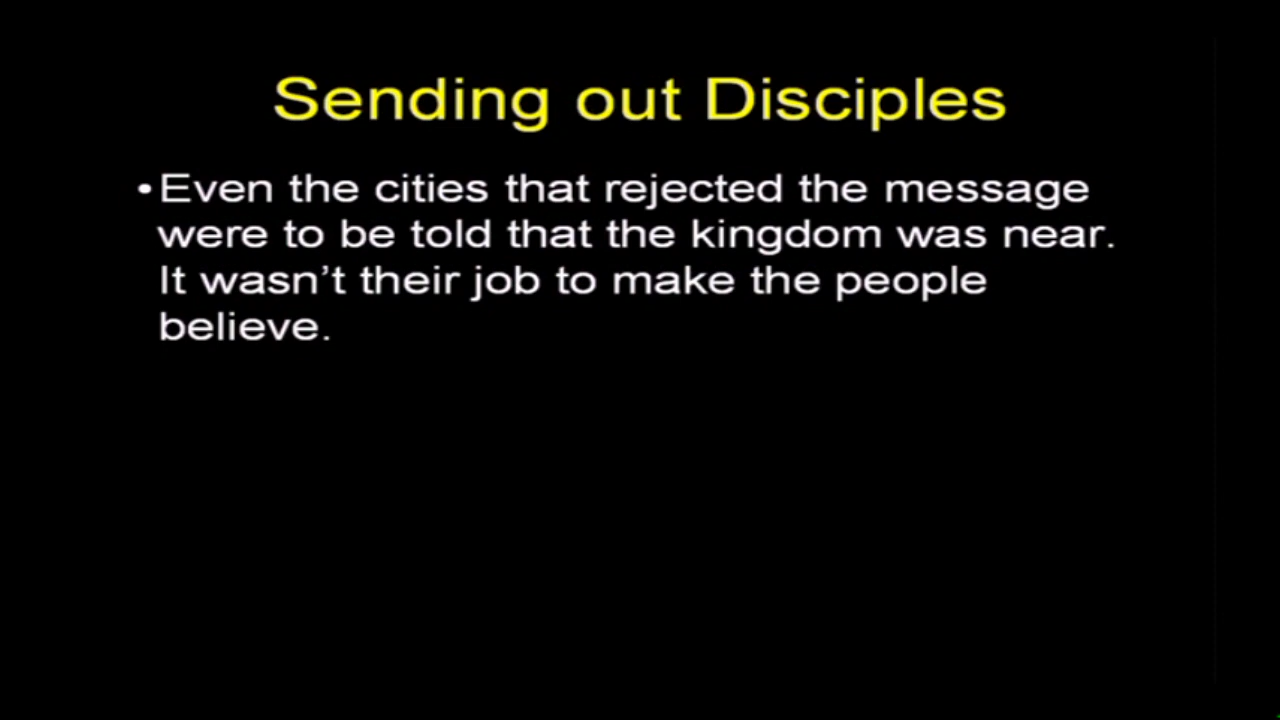 Sending out Disciples
•Even the cities that rejected the message
were to be told that the kingdom was near.
It wasn’t their job to make the people
believe.